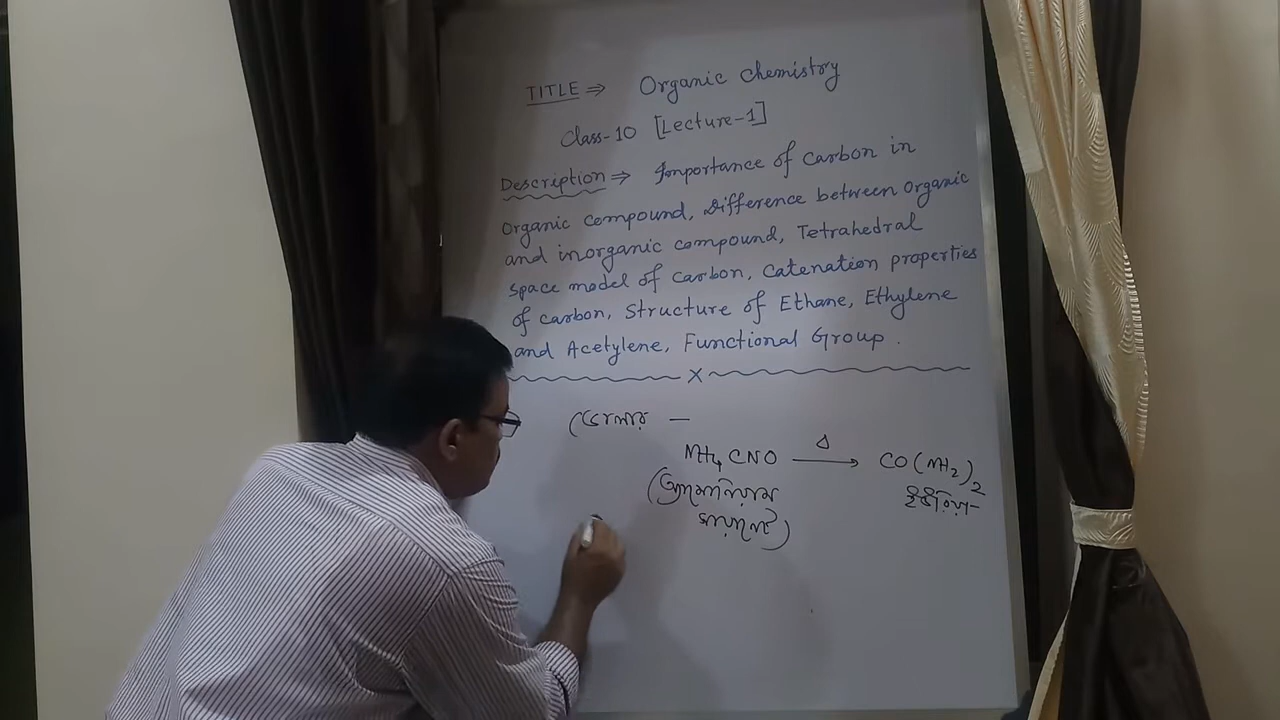 TITLE ⇒ Organic chemistry
Class-10 [Lecture-1]
Description ⇒ Importance of carbon in
organic compound, Difference between organic
and inorganic compound, Tetrahedral
space model of carbon, catenation properties
of carbon, Structure of Ethane, Ethylene
and Acetylene, Functional Group.
x
NH₄CNO —Δ→ CO(NH₂)₂
(অ্যামোনিয়াম ইউরিয়া
সায়ানেট)